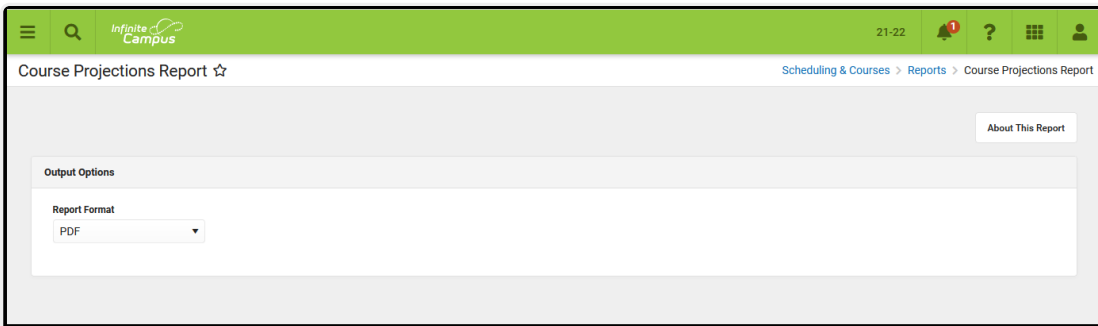 Infinite
Campus
21-22
1
?
Course Projections Report
Scheduling & Courses > Reports > Course Projections Report
About This Report
Output Options
Report Format
PDF